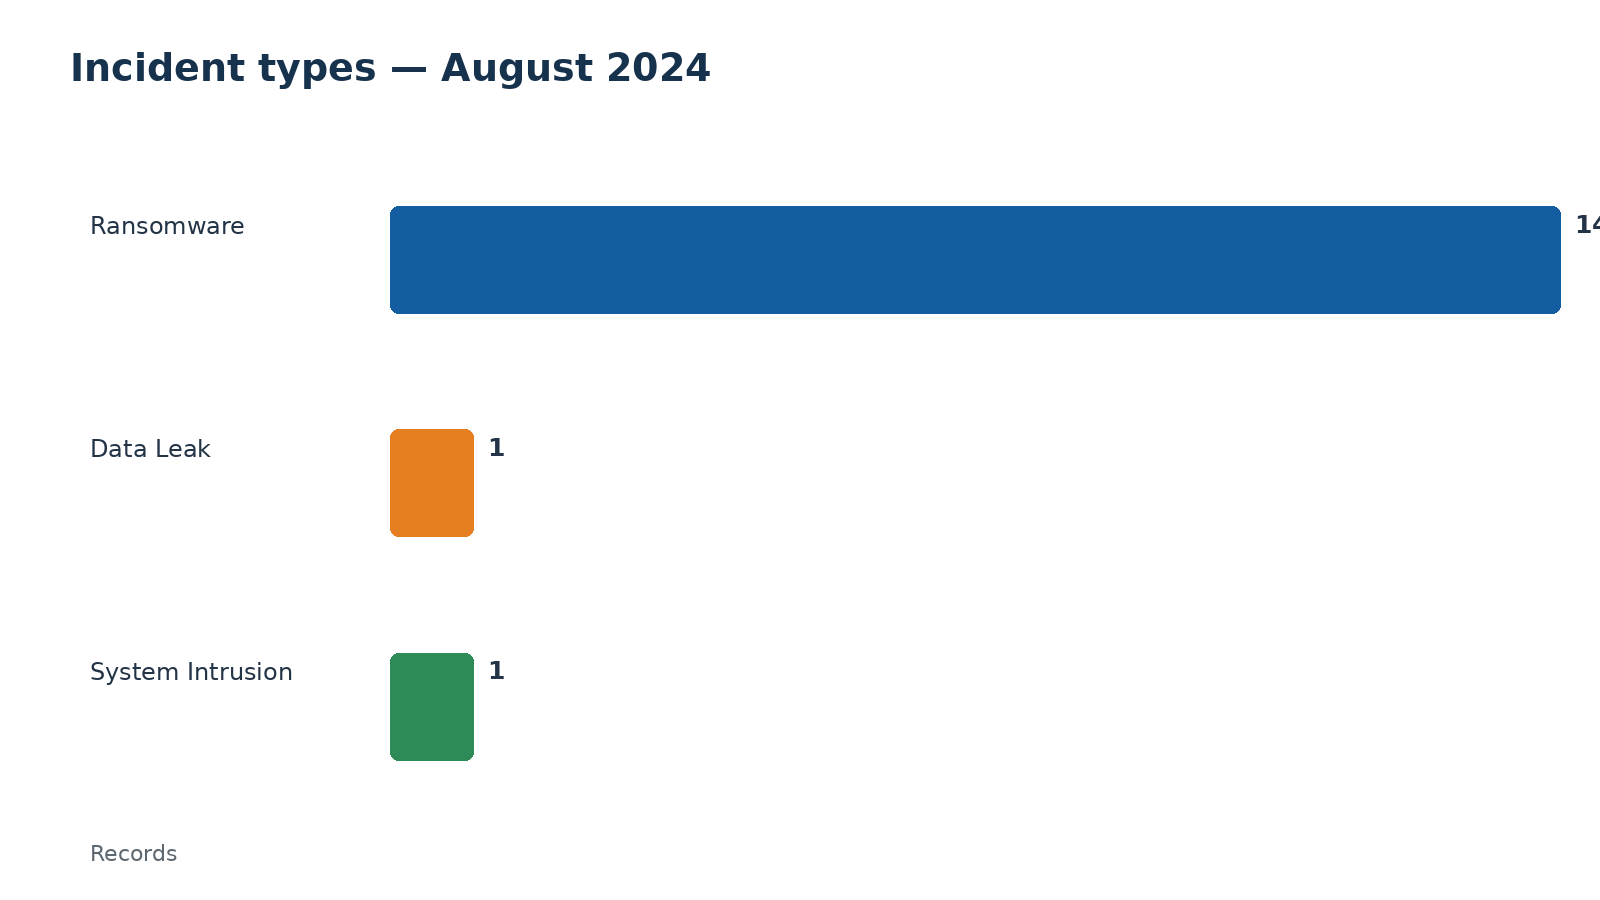 Incident types — August 2024
Ransomware
14
Data Leak
1
System Intrusion
1
Records